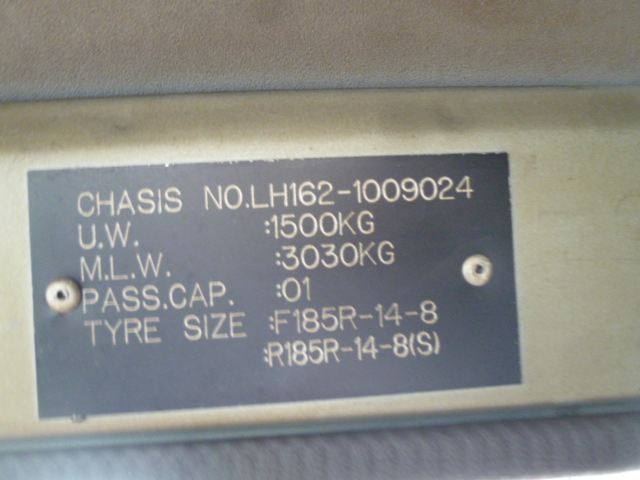 CHASIS NO.LH162-1009024
U.W. :1500KG
M.L.W. :3030KG
PASS.CAP. :01
TYRE SIZE :F185R-14-8
:R185R-14-8(S)